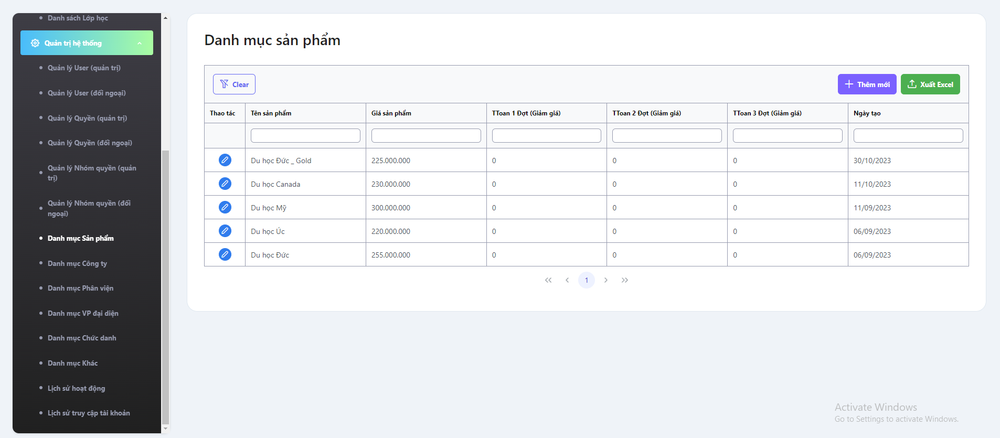 Danh sách Lớp học
Quản trị hệ thống
Quản lý User (quản trị)
Quản lý User (đối ngoại)
Quản lý Quyền (quản trị)
Quản lý Quyền (đối ngoại)
Quản lý Nhóm quyền (quản
trị)
Quản lý Nhóm quyền (đối
ngoại)
Danh mục Sản phẩm
Danh mục Công ty
Danh mục Phân viện
Danh mục VP đại diện
Danh mục Chức danh
Danh mục Khác
Lịch sử hoạt động
Lịch sử truy cập tài khoản
Danh mục sản phẩm
Clear Thêm mới Xuất Excel
Thao tác Tên sản phẩm Giá sản phẩm TToan 1 Đợt (Giảm giá) TToan 2 Đợt (Giảm giá) TToan 3 Đợt (Giảm giá) Ngày tạo
Du học Đức _ Gold 225.000.000 0 0 0 30/10/2023
Du học Canada 230.000.000 0 0 0 11/10/2023
Du học Mỹ 300.000.000 0 0 0 11/09/2023
Du học Úc 220.000.000 0 0 0 06/09/2023
Du học Đức 255.000.000 0 0 0 06/09/2023
1
Activate Windows
Go to Settings to activate Windows.